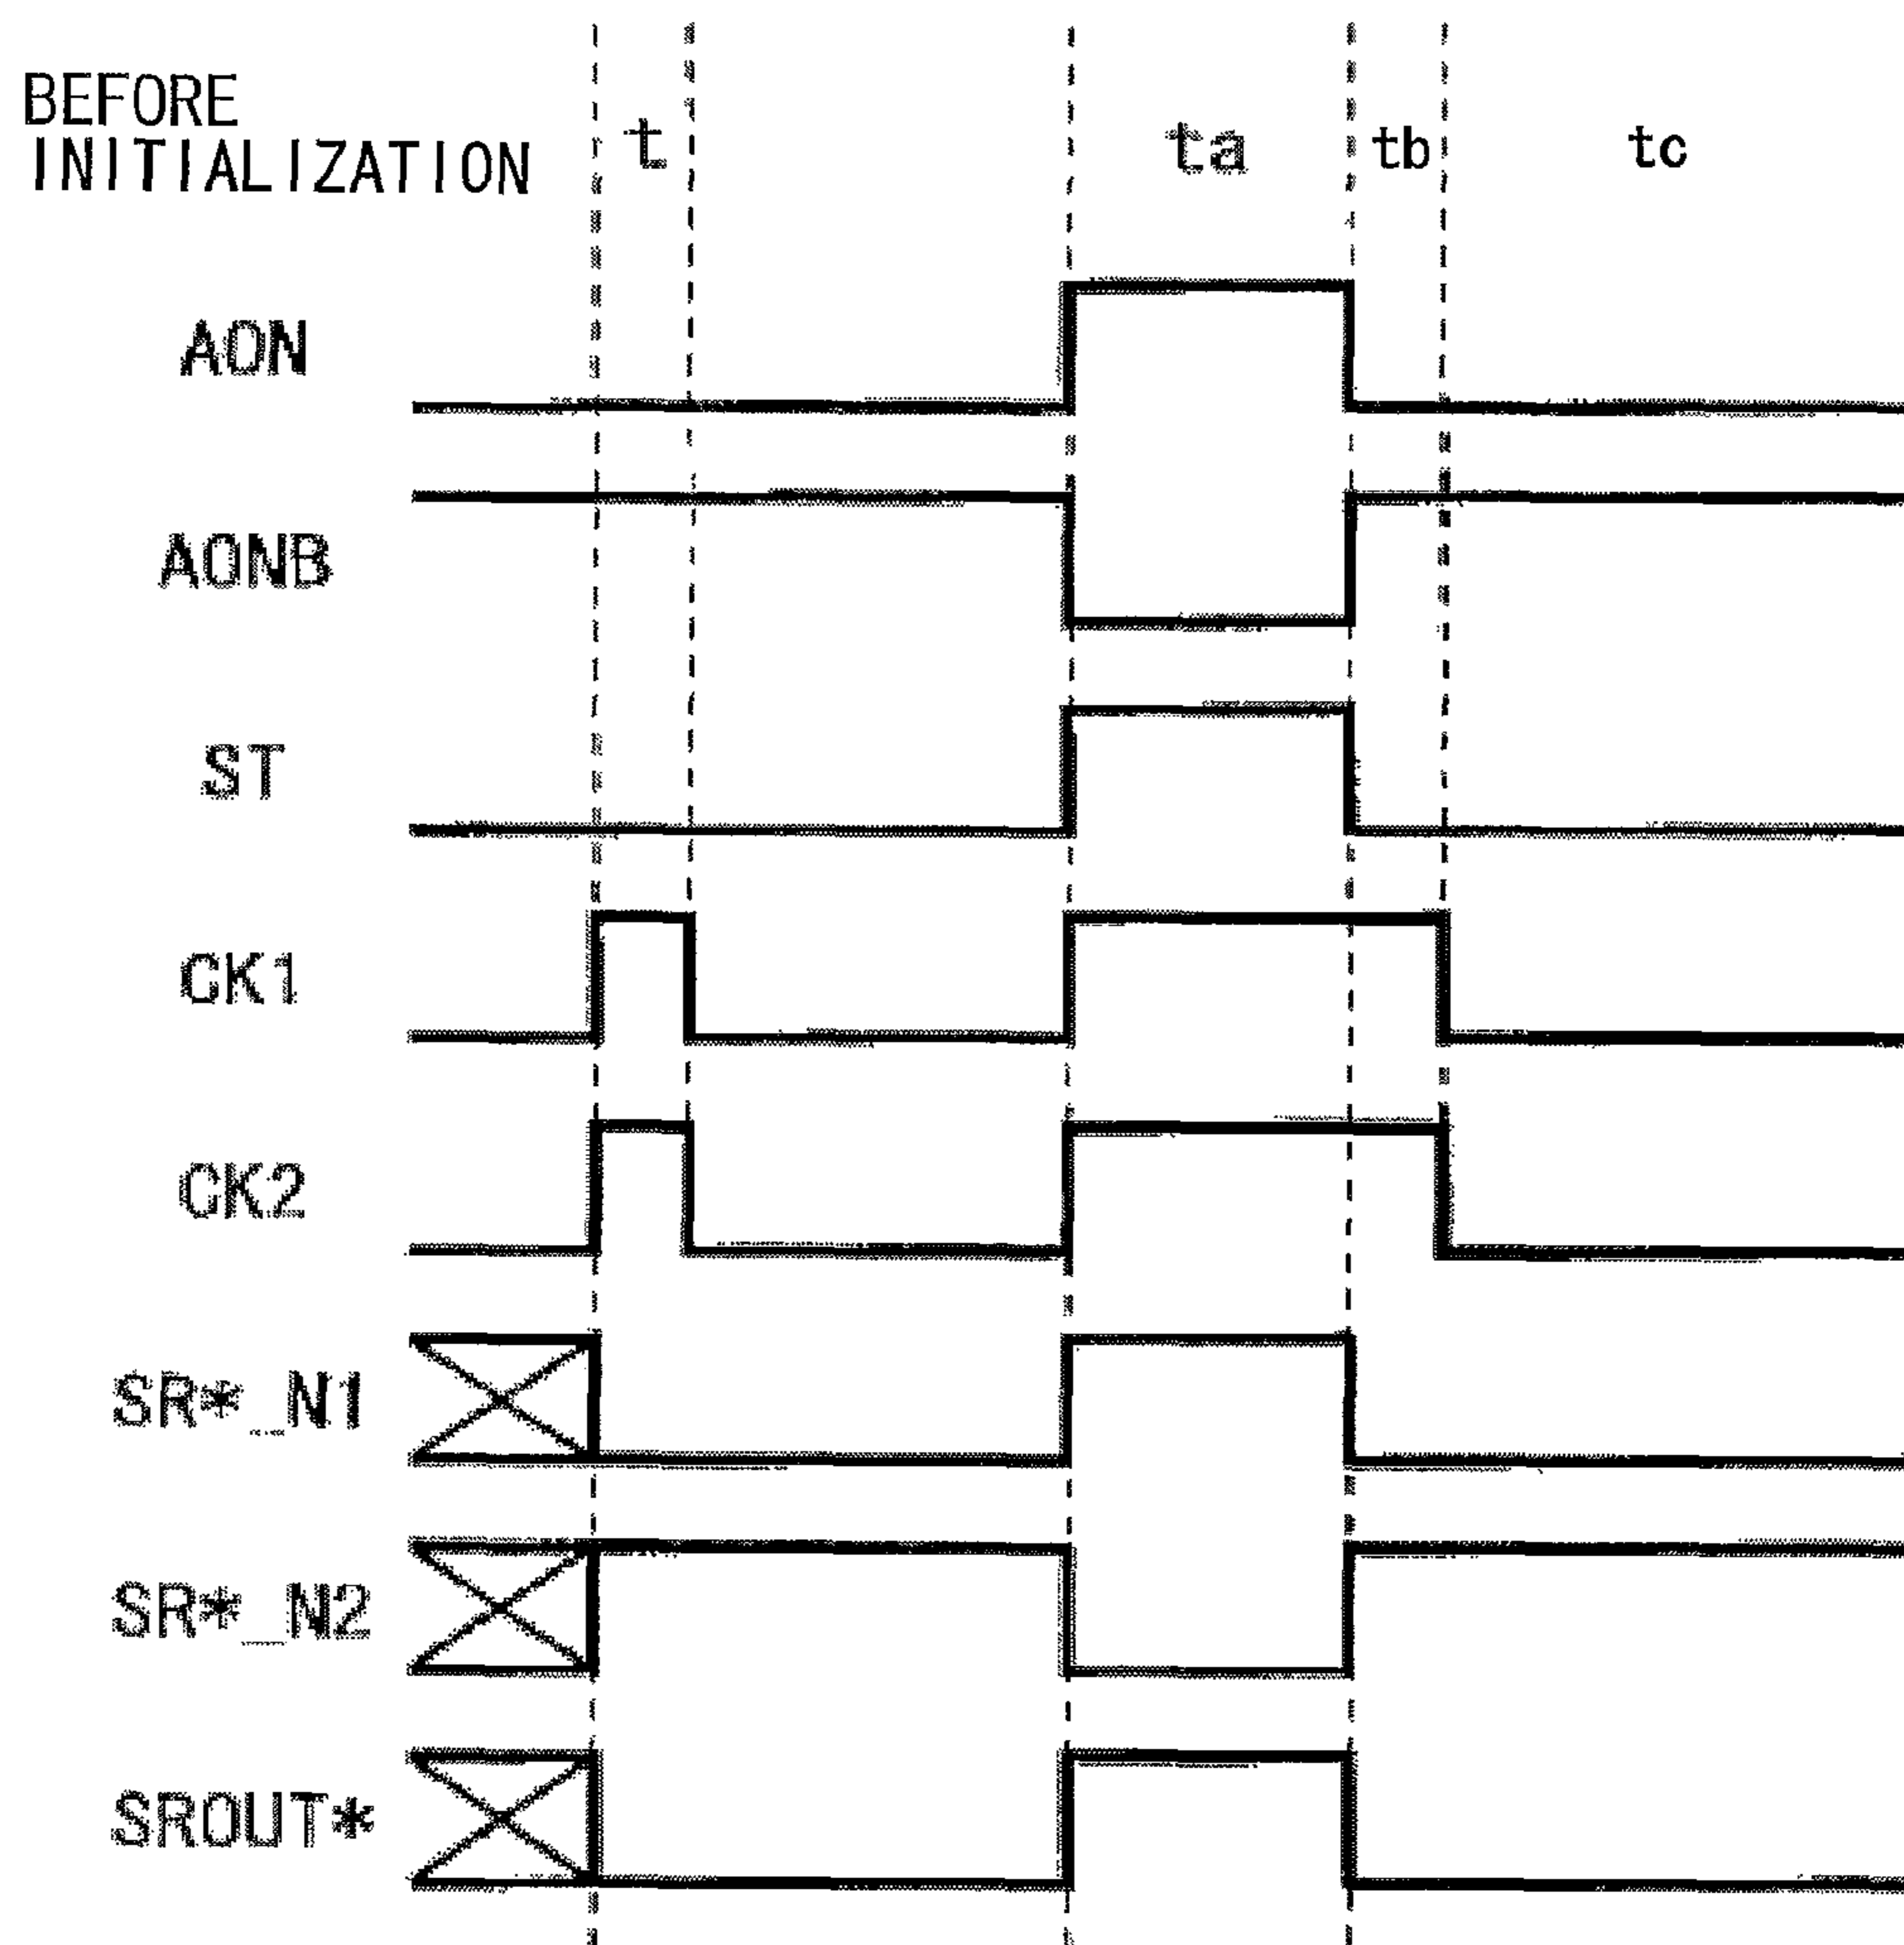 BEFORE
INITIALIZATION
t
ta
tb
tc
AON
AONB
ST
CK1
CK2
SR*_N1
SR*_N2
SROUT*